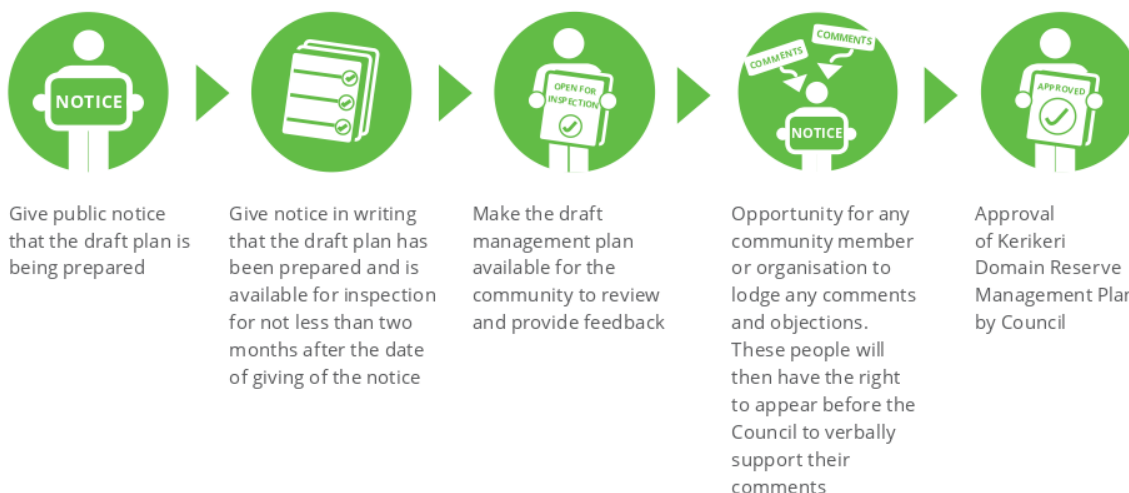 NOTICE
OPEN FOR
INSPECTION
COMMENTS
COMMENTS
NOTICE
APPROVED
Give public notice
that the draft plan is
being prepared
Give notice in writing
that the draft plan has
been prepared and is
available for inspection
for not less than two
months after the date
of giving of the notice
Make the draft
management plan
available for the
community to review
and provide feedback
Opportunity for any
community member
or organisation to
lodge any comments
and objections.
These people will
then have the right
to appear before the
Council to verbally
support their
comments
Approval
of Kerikeri
Domain Reserve
Management Plan
by Council